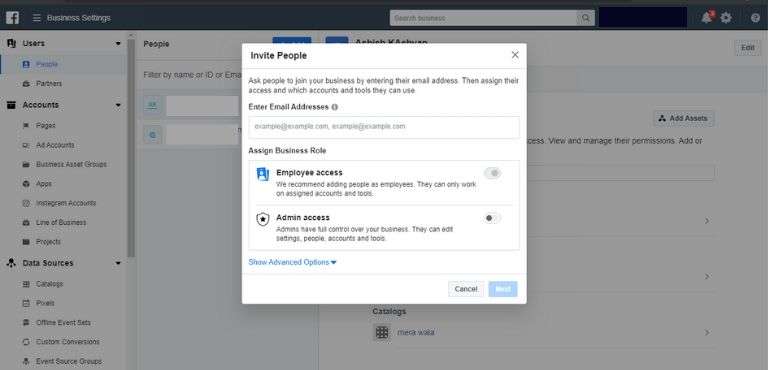 Business Settings
Search business
Users
People
Partners
Accounts
Pages
Ad Accounts
Business Asset Groups
Apps
Instagram Accounts
Line of Business
Projects
Data Sources
Catalogs
Pixels
Offline Event Sets
Custom Conversions
Event Source Groups
People
Filter by name or ID or Ema
Ashish KAshyap
Edit
Add Assets
cess. View and manage their permissions. Add or
Catalogs
mera wala
Invite People
Ask people to join your business by entering their email address. Then assign their
access and which accounts and tools they can use.
Enter Email Addresses
example@example.com, example@example.com
Assign Business Role
Employee access
We recommend adding people as employees. They can only work
on assigned accounts and tools.
Admin access
Admins have full control over your business. They can edit
settings, people, accounts and tools.
Show Advanced Options
Cancel
Next